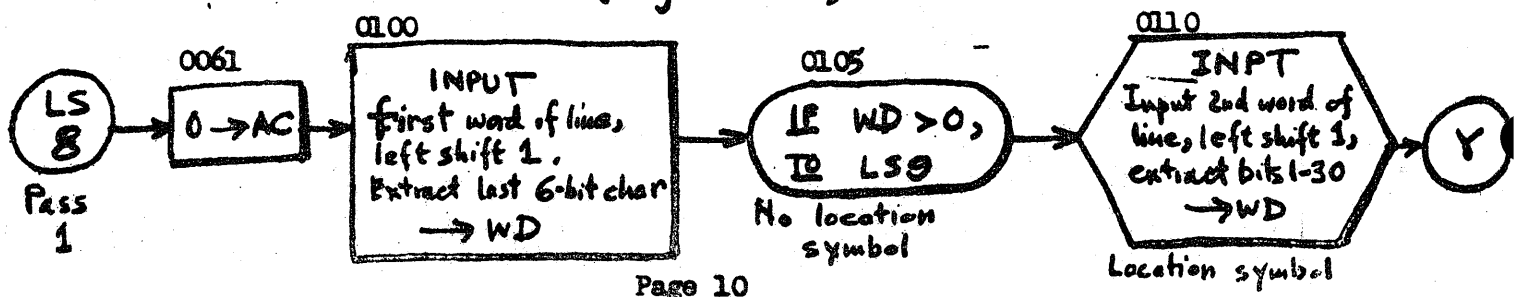 LS
8
Pass
1
0061
0 → AC
0100
INPUT
First word of line,
left shift 1.
Extract last 6-bit char
→ WD
0105
IF WD > 0,
TO LS9
No location
symbol
0110
INPT
Input 2nd word of
line, left shift 1,
extract bits 1-30
→ WD
Location symbol
Y
Page 10